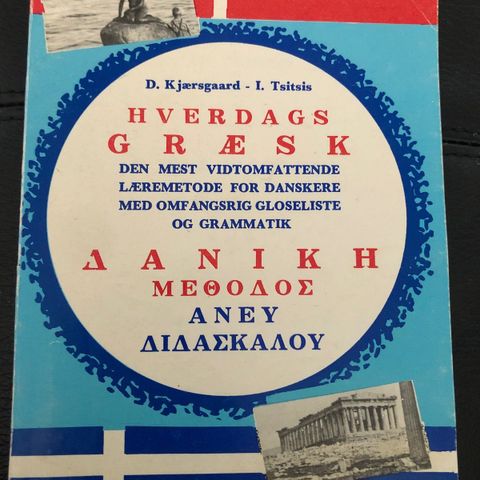 D. Kjærsgaard - I. Tsitsis
HVERDAGS
GRÆSK
DEN MEST VIDTOMFATTENDE
LÆREMETODE FOR DANSKERE
MED OMFANGSRIG GLOSELISTE
OG GRAMMATIK
ΔΑΝΙΚΗ
ΜΕΘΟΔΟΣ
ΑΝΕΥ
ΔΙΔΑΣΚΑΛΟΥ